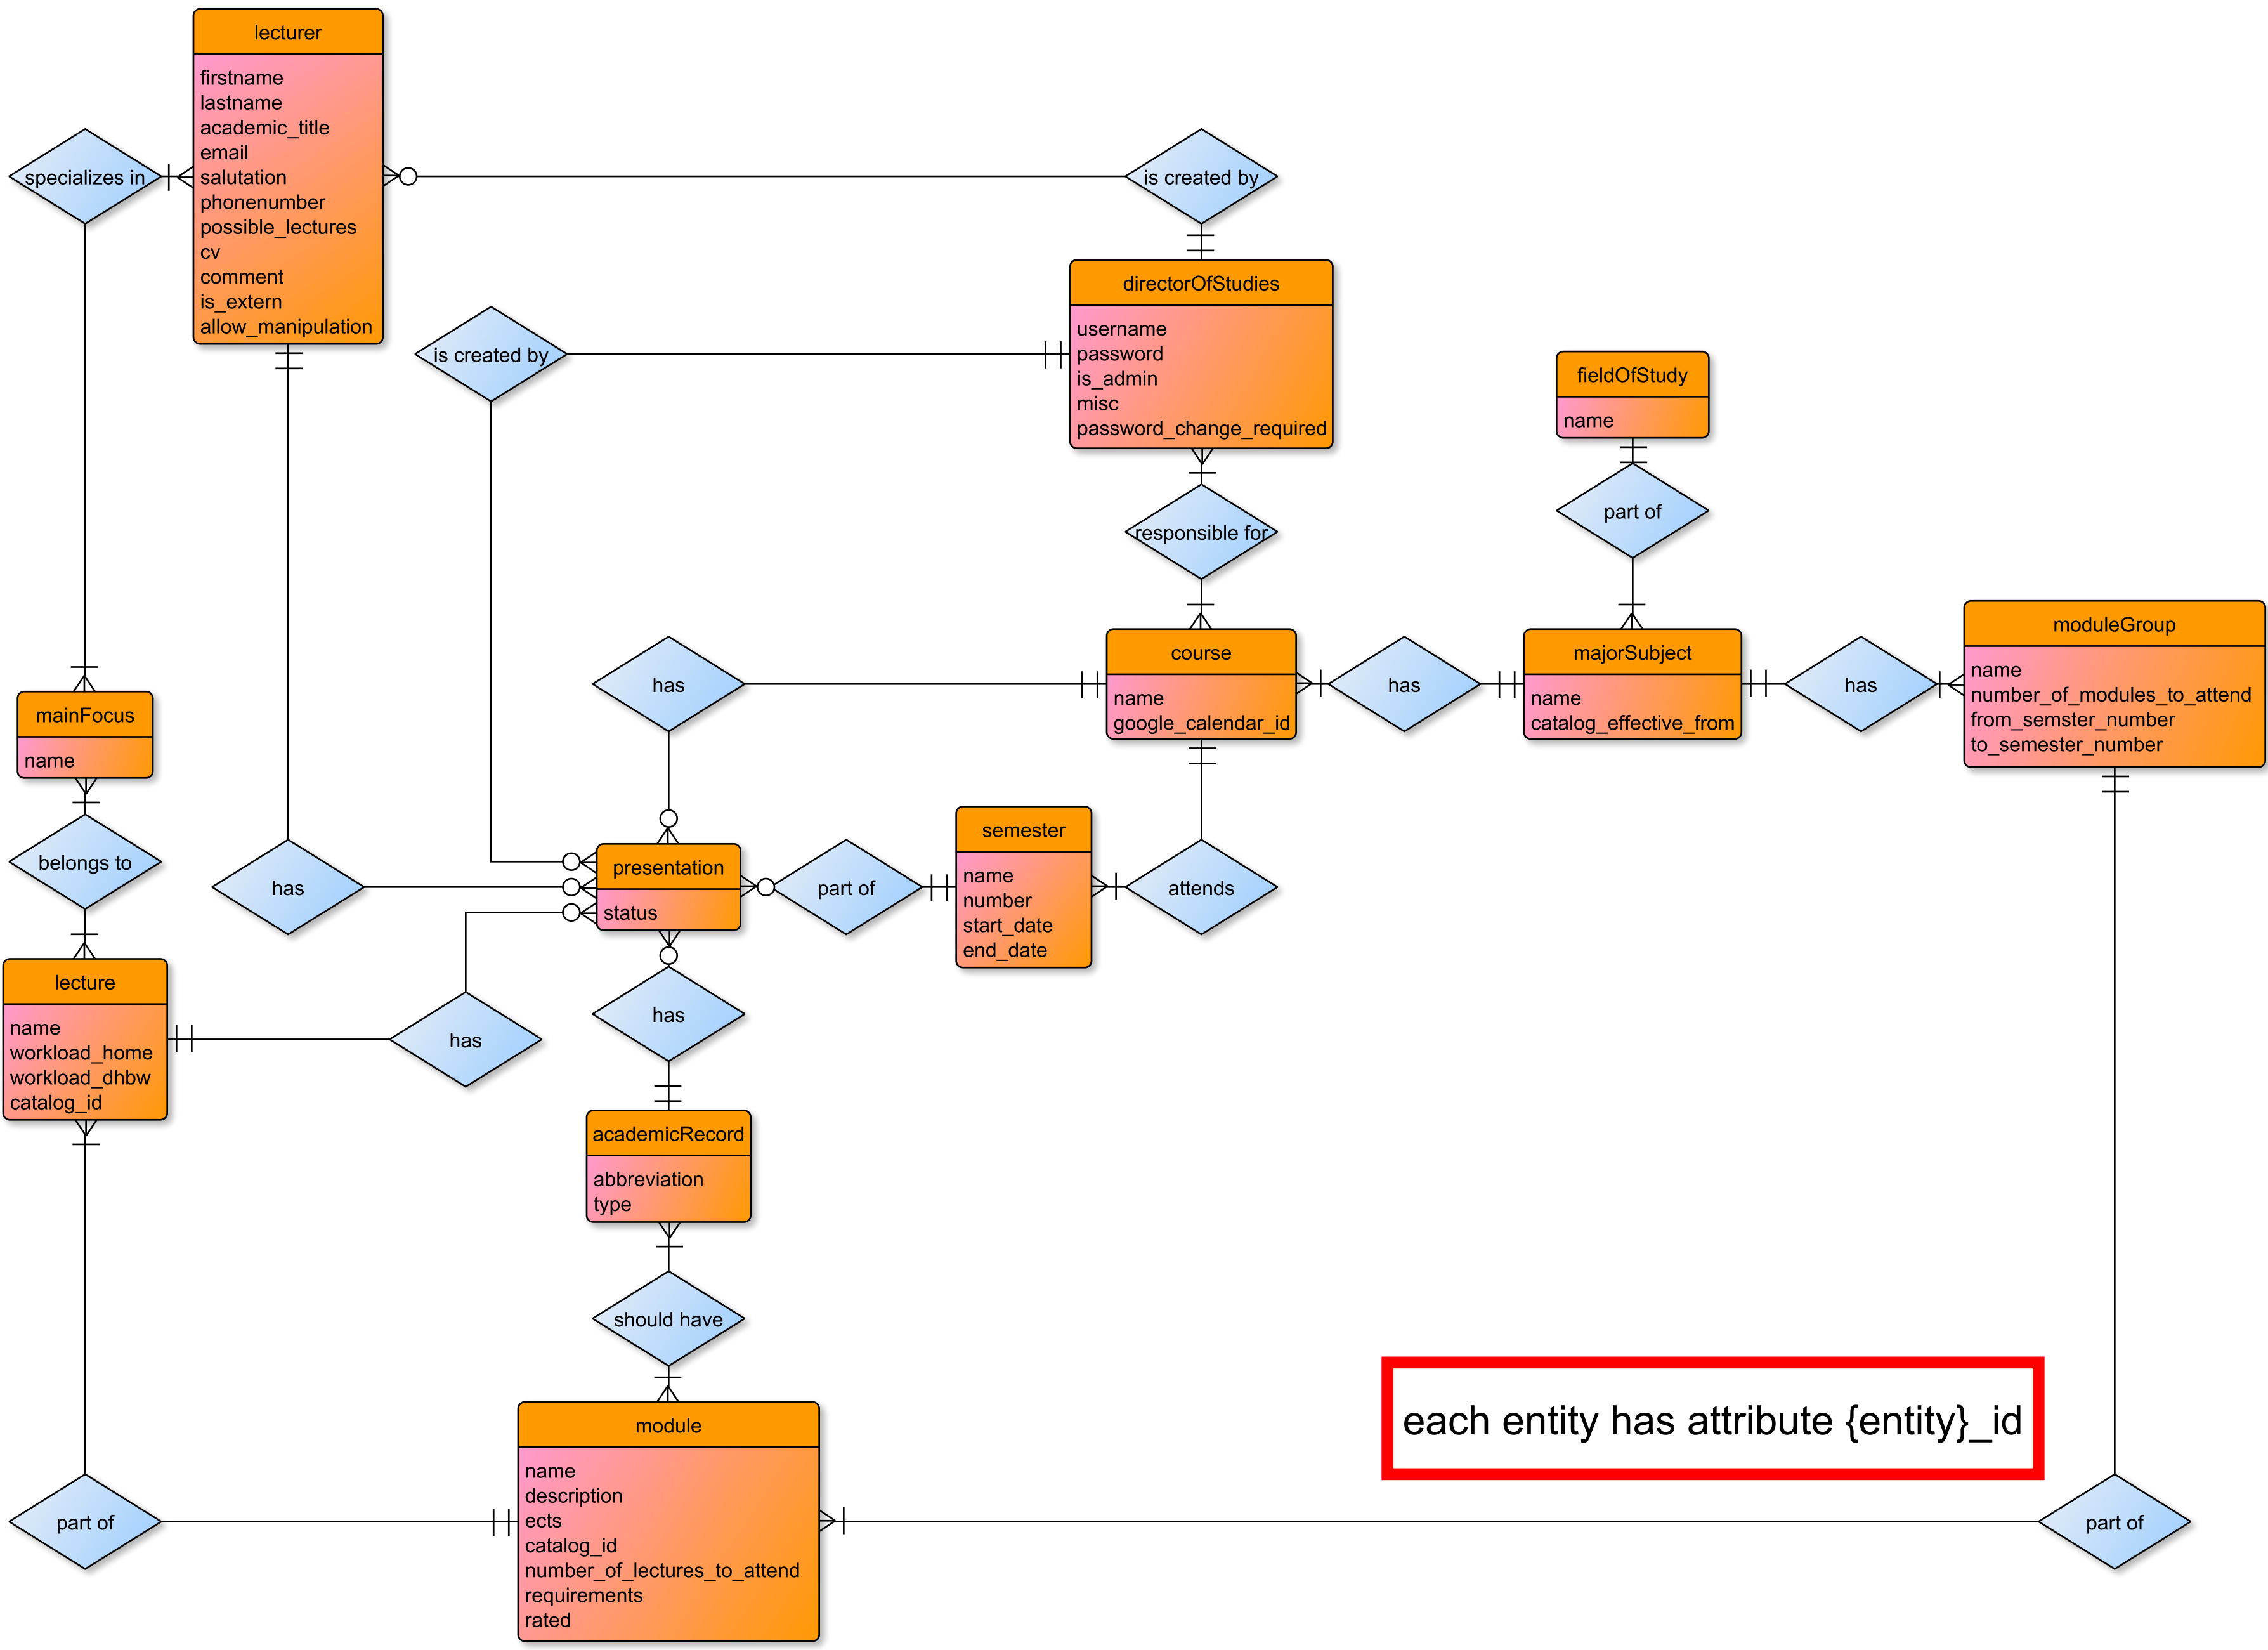 lecturer
firstname
lastname
academic_title
email
salutation
phonenumber
possible_lectures
cv
comment
is_extern
allow_manipulation
specializes in
is created by
directorOfStudies
username
password
is_admin
misc
password_change_required
is created by
fieldOfStudy
name
part of
responsible for
moduleGroup
name
number_of_modules_to_attend
from_semster_number
to_semester_number
has
course
name
google_calendar_id
has
majorSubject
name
catalog_effective_from
has
mainFocus
name
belongs to
has
presentation
status
part of
semester
name
number
start_date
end_date
attends
lecture
name
workload_home
workload_dhbw
catalog_id
has
has
academicRecord
abbreviation
type
should have
module
name
description
ects
catalog_id
number_of_lectures_to_attend
requirements
rated
part of
each entity has attribute {entity}_id
part of